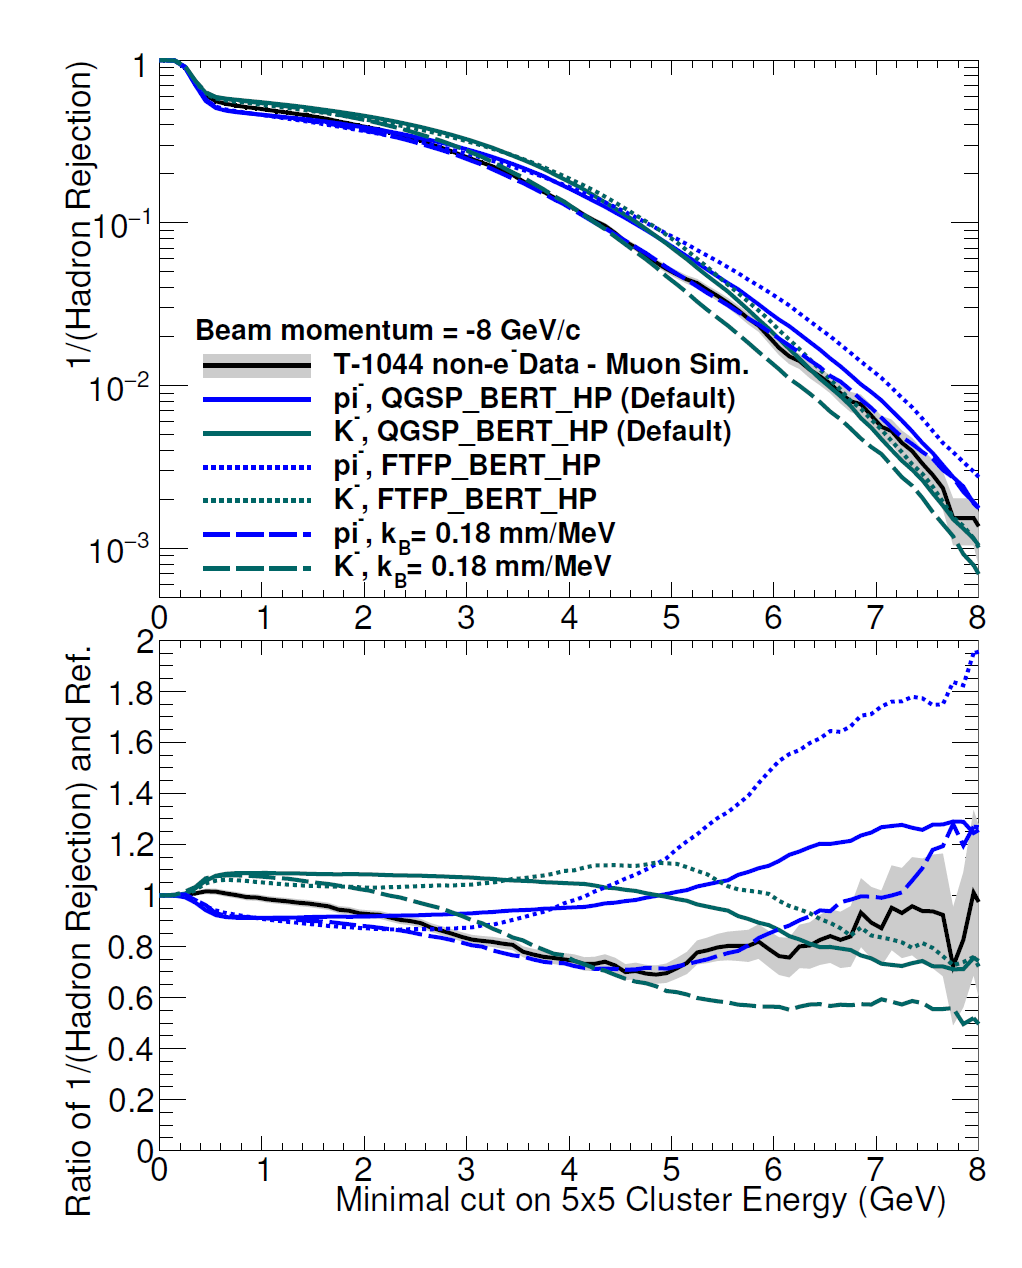 1/(Hadron Rejection)
1
10⁻¹
10⁻²
10⁻³
Beam momentum = -8 GeV/c
T-1044 non-e⁻ Data - Muon Sim.
pi⁻, QGSP_BERT_HP (Default)
K⁻, QGSP_BERT_HP (Default)
pi⁻, FTFP_BERT_HP
K⁻, FTFP_BERT_HP
pi⁻, k_B= 0.18 mm/MeV
K⁻, k_B= 0.18 mm/MeV
0 1 2 3 4 5 6 7 8
Ratio of 1/(Hadron Rejection) and Ref.
2
1.8
1.6
1.4
1.2
1
0.8
0.6
0.4
0.2
0
0 1 2 3 4 5 6 7 8
Minimal cut on 5x5 Cluster Energy (GeV)